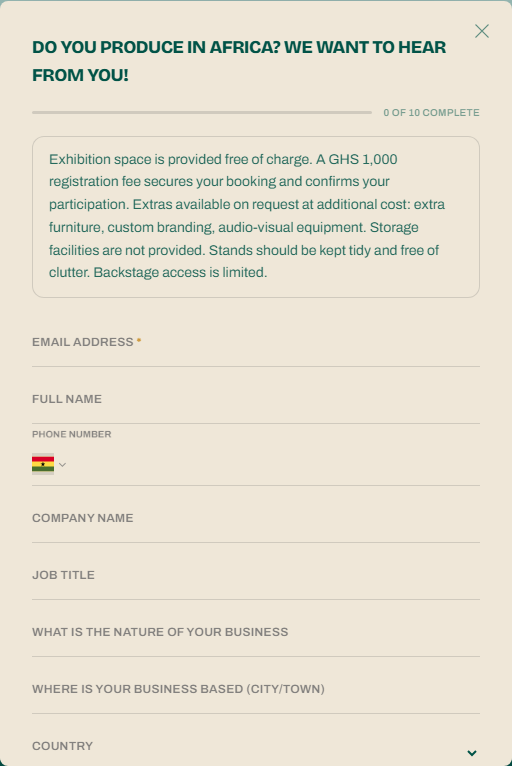 DO YOU PRODUCE IN AFRICA? WE WANT TO HEAR
FROM YOU!
0 OF 10 COMPLETE
Exhibition space is provided free of charge. A GHS 1,000
registration fee secures your booking and confirms your
participation. Extras available on request at additional cost: extra
furniture, custom branding, audio-visual equipment. Storage
facilities are not provided. Stands should be kept tidy and free of
clutter. Backstage access is limited.
EMAIL ADDRESS *
FULL NAME
PHONE NUMBER
COMPANY NAME
JOB TITLE
WHAT IS THE NATURE OF YOUR BUSINESS
WHERE IS YOUR BUSINESS BASED (CITY/TOWN)
COUNTRY